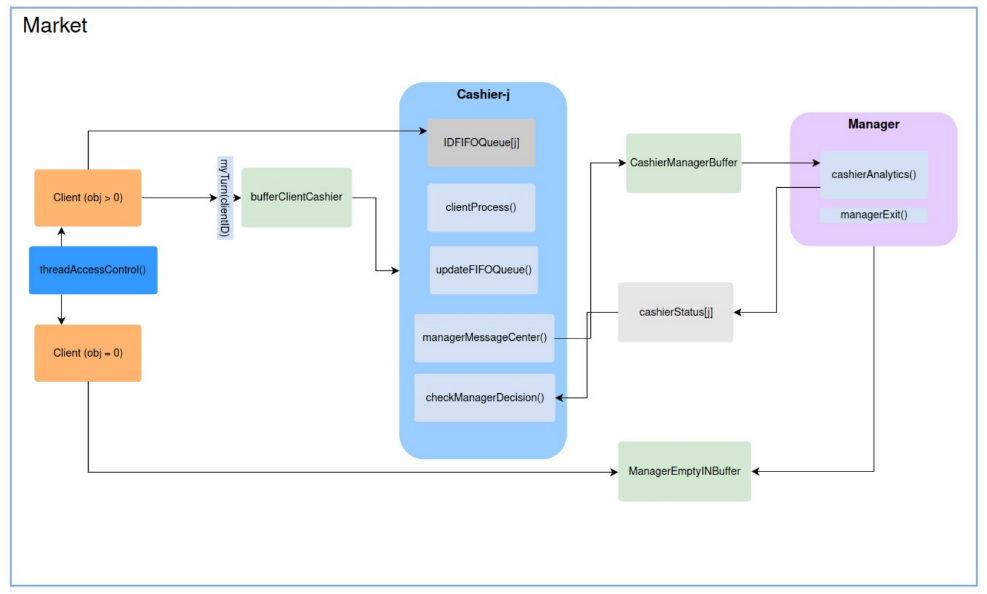 Market
Cashier-j
IDFIFOQueue[j]
clientProcess()
updateFIFOQueue()
managerMessageCenter()
checkManagerDecision()
Client (obj > 0)
myTurn(clientID)
bufferClientCashier
threadAccessControl()
Client (obj = 0)
CashierManagerBuffer
Manager
cashierAnalytics()
managerExit()
cashierStatus[j]
ManagerEmptyINBuffer